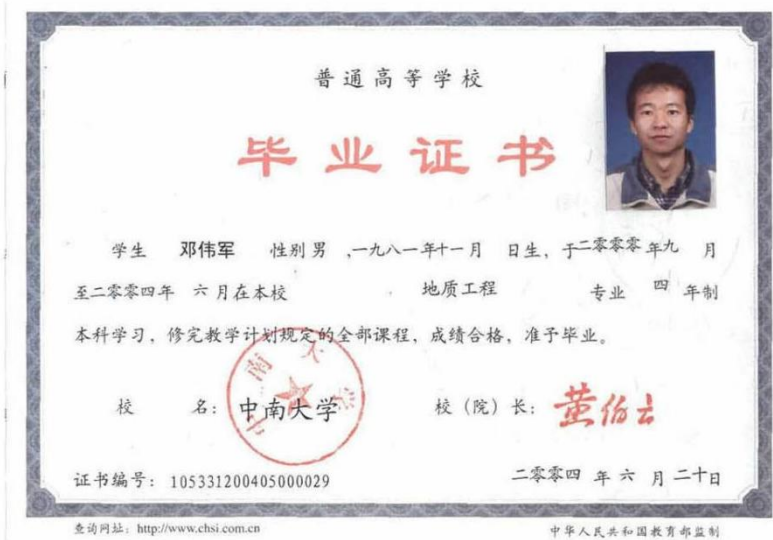 普通高等学校
毕业证书
学生 邓伟军 性别 男 ,一九八一年十一月 日生，于二零零零年九 月
至二零零四年 六月在本校 地质工程 专业 四 年制
本科学习，修完教学计划规定的全部课程，成绩合格，准予毕业。
校 名：中南大学 校（院）长：黄伯云
中南大学
证书编号：105331200405000029 二零零四 年 六 月 二十日
查询网址：http://www.chsi.com.cn 中华人民共和国教育部监制